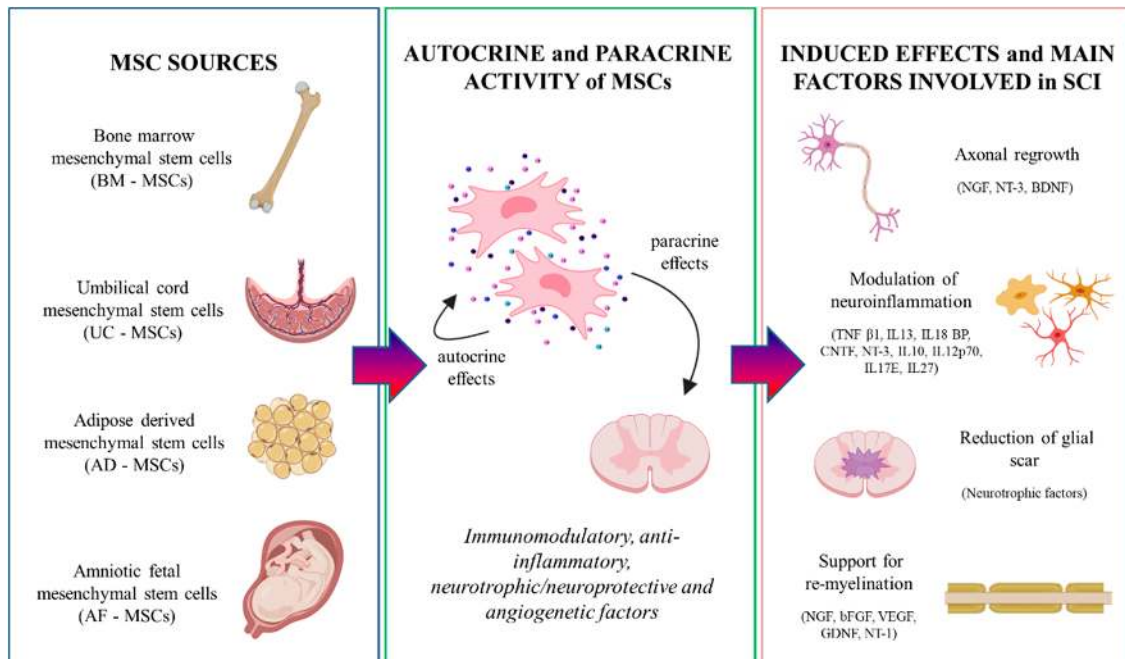 MSC SOURCES
Bone marrow
mesenchymal stem cells
(BM - MSCs)
Umbilical cord
mesenchymal stem cells
(UC - MSCs)
Adipose derived
mesenchymal stem cells
(AD - MSCs)
Amniotic fetal
mesenchymal stem cells
(AF - MSCs)
AUTOCRINE and PARACRINE
ACTIVITY of MSCs
paracrine
effects
autocrine
effects
Immunomodulatory, anti-
inflammatory,
neurotrophic/neuroprotective and
angiogenetic factors
INDUCED EFFECTS and MAIN
FACTORS INVOLVED in SCI
Axonal regrowth
(NGF, NT-3, BDNF)
Modulation of
neuroinflammation
(TNF β1, IL13, IL18 BP,
CNTF, NT-3, IL10, IL12p70,
IL17E, IL27)
Reduction of glial
scar
(Neurotrophic factors)
Support for
re-myelination
(NGF, bFGF, VEGF,
GDNF, NT-1)